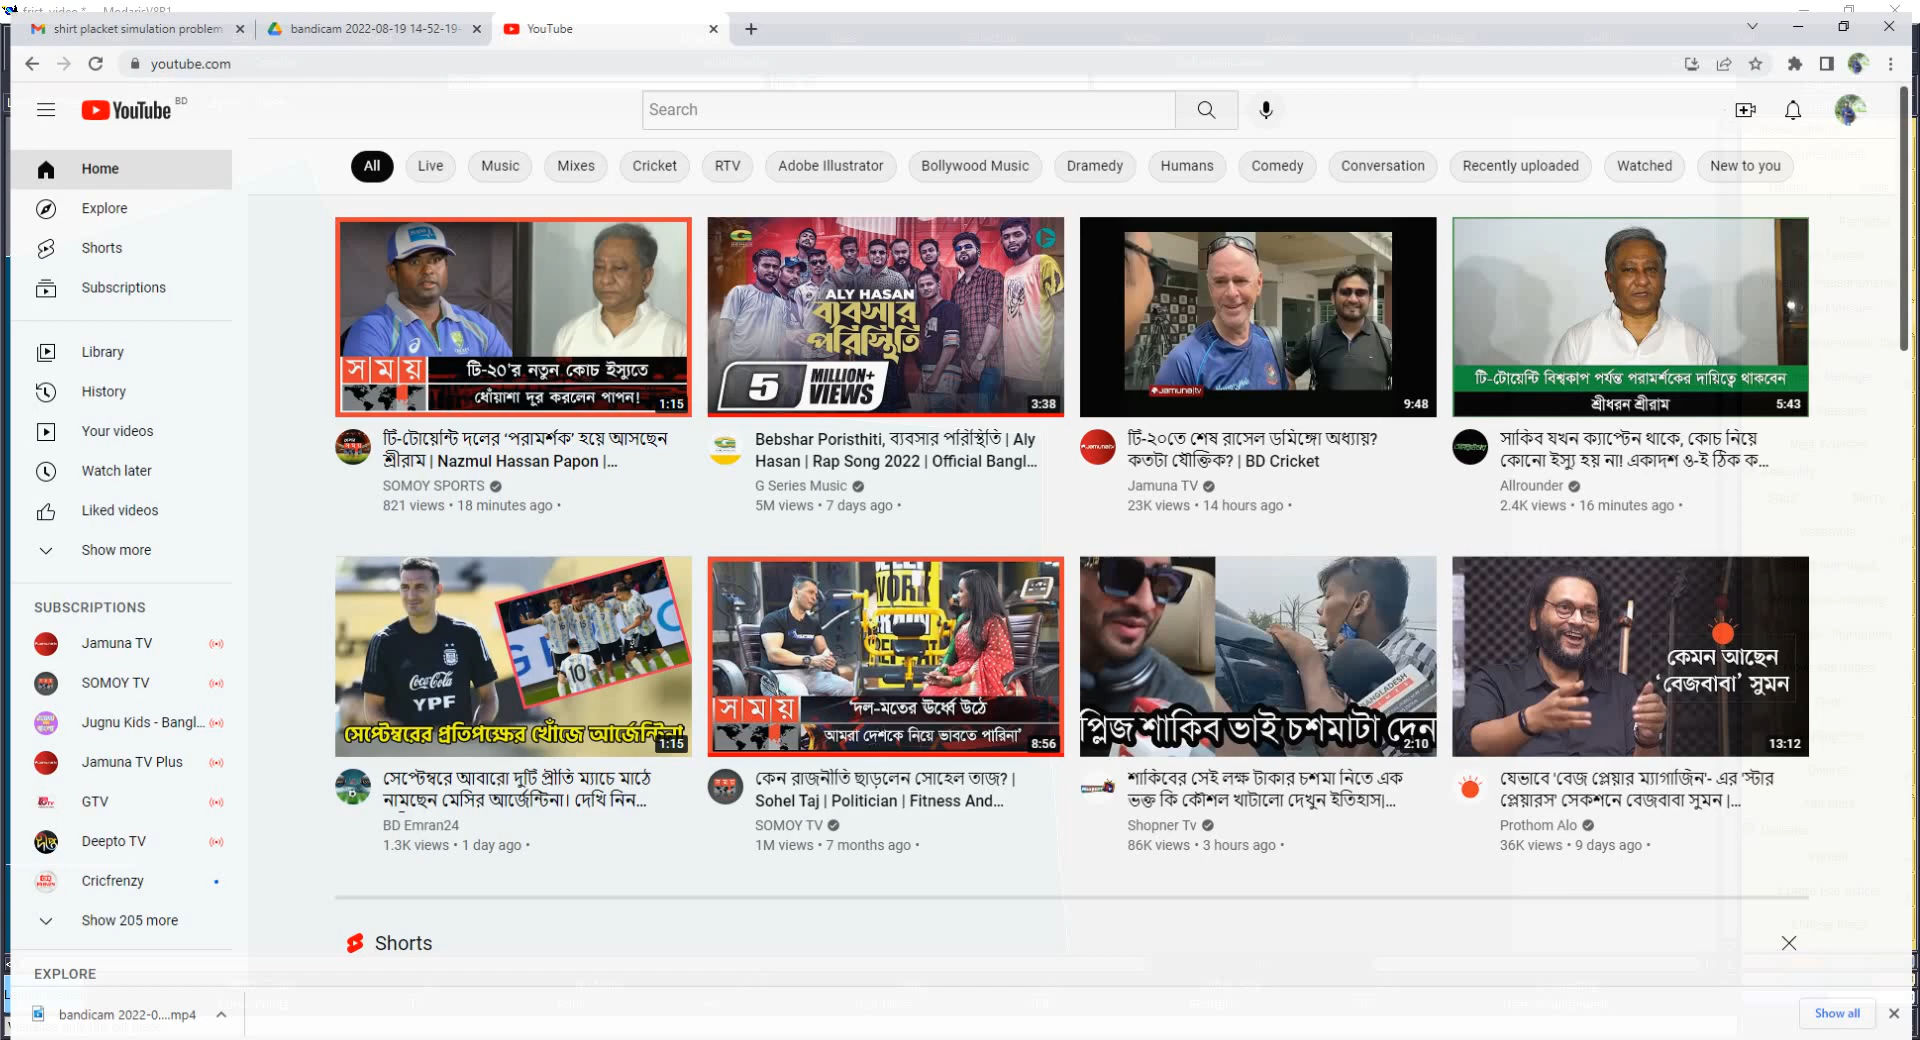 frist_video * - ModarisV8R1
shirt placket simulation problem
bandicam 2022-08-19 14-52-19-
YouTube
youtube.com
YouTube BD
Search
All
Live
Music
Mixes
Cricket
RTV
Adobe Illustrator
Bollywood Music
Dramedy
Humans
Comedy
Conversation
Recently uploaded
Watched
New to you
Home
Explore
Shorts
Subscriptions
Library
History
Your videos
Watch later
Liked videos
Show more
SUBSCRIPTIONS
Jamuna TV
SOMOY TV
Jugnu Kids - Bangl...
Jamuna TV Plus
GTV
Deepto TV
Cricfrenzy
Show 205 more
EXPLORE
সময়
টি-২০'র নতুন কোচ ইস্যুতে
ধোঁয়াশা দুর করলেন পাপন!
1:15
টি-টোয়েন্টি দলের ‘পরামর্শক’ হয়ে আসছেন
শ্রীরাম | Nazmul Hassan Papon |...
SOMOY SPORTS
821 views • 18 minutes ago •
ALY HASAN
ব্যবসার
পরিস্থিতি
5 MILLION+
VIEWS
3:38
Bebshar Poristhiti, ব্যবসার পরিস্থিতি | Aly
Hasan | Rap Song 2022 | Official Bangl...
G Series Music
5M views • 7 days ago •
Jamuna|tv
9:48
টি-২০তে শেষ রাসেল ডমিঙ্গো অধ্যায়?
কতটা যৌক্তিক? | BD Cricket
Jamuna TV
23K views • 14 hours ago •
টি-টোয়েন্টি বিশ্বকাপ পর্যন্ত পরামর্শকের দায়িত্বে থাকবেন
শ্রীধরন শ্রীরাম
5:43
সাকিব যখন ক্যাপ্টেন থাকে, কোচ নিয়ে
কোনো ইস্যু হয় না! একাদশ ও-ই ঠিক ক...
Allrounder
2.4K views • 16 minutes ago •
Coca-Cola
YPF
10
সেপ্টেম্বরের প্রতিপক্ষের খোঁজে আর্জেন্টিনা
1:15
সেপ্টেম্বরে আবারো দুটি প্রীতি ম্যাচে মাঠে
নামছেন মেসির আর্জেন্টিনা। দেখি নিন...
BD Emran24
1.3K views • 1 day ago •
WORK
সময়
'দল-মতের ঊর্ধ্বে উঠে
আমরা দেশকে নিয়ে ভাবতে পারিনা'
8:56
কেন রাজনীতি ছাড়লেন সোহেল তাজ? |
Sohel Taj | Politician | Fitness And...
SOMOY TV
1M views • 7 months ago •
BANGLADESH
প্লিজ শাকিব ভাই চশমাটা দেন
2:10
শাকিবের সেই লক্ষ টাকার চশমা নিতে এক
ভক্ত কি কৌশল খাটালো দেখুন ইতিহাস|...
Shopner Tv
86K views • 3 hours ago •
কেমন আছেন
‘বেজবাবা’ সুমন
13:12
যেভাবে 'বেজ প্লেয়ার ম্যাগাজিন'- এর 'স্টার
প্লেয়ারস' সেকশনে বেজবাবা সুমন |...
Prothom Alo
36K views • 9 days ago •
Shorts
bandicam 2022-0....mp4
Show all